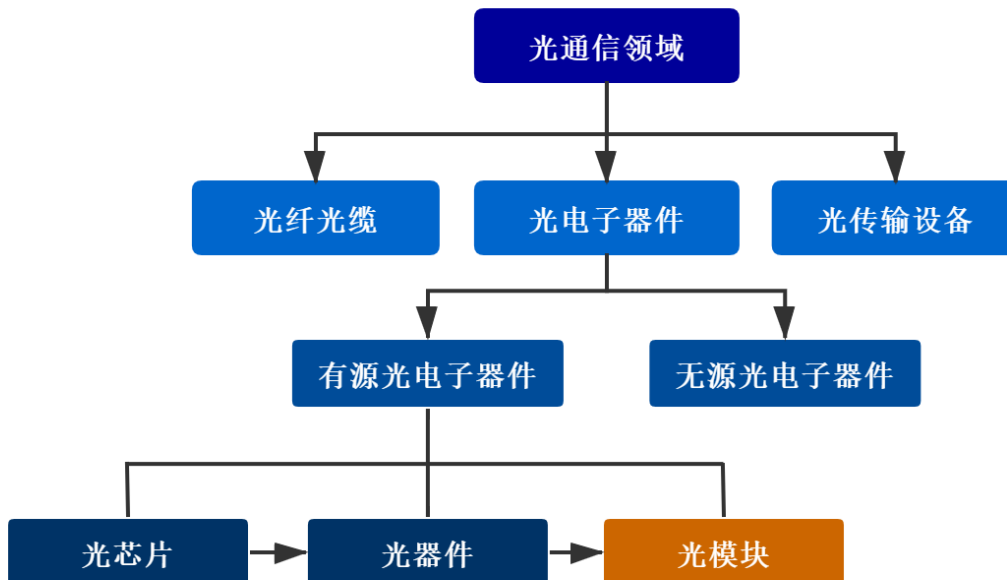 光通信领域
光纤光缆
光电子器件
光传输设备
有源光电子器件
无源光电子器件
光芯片
光器件
光模块